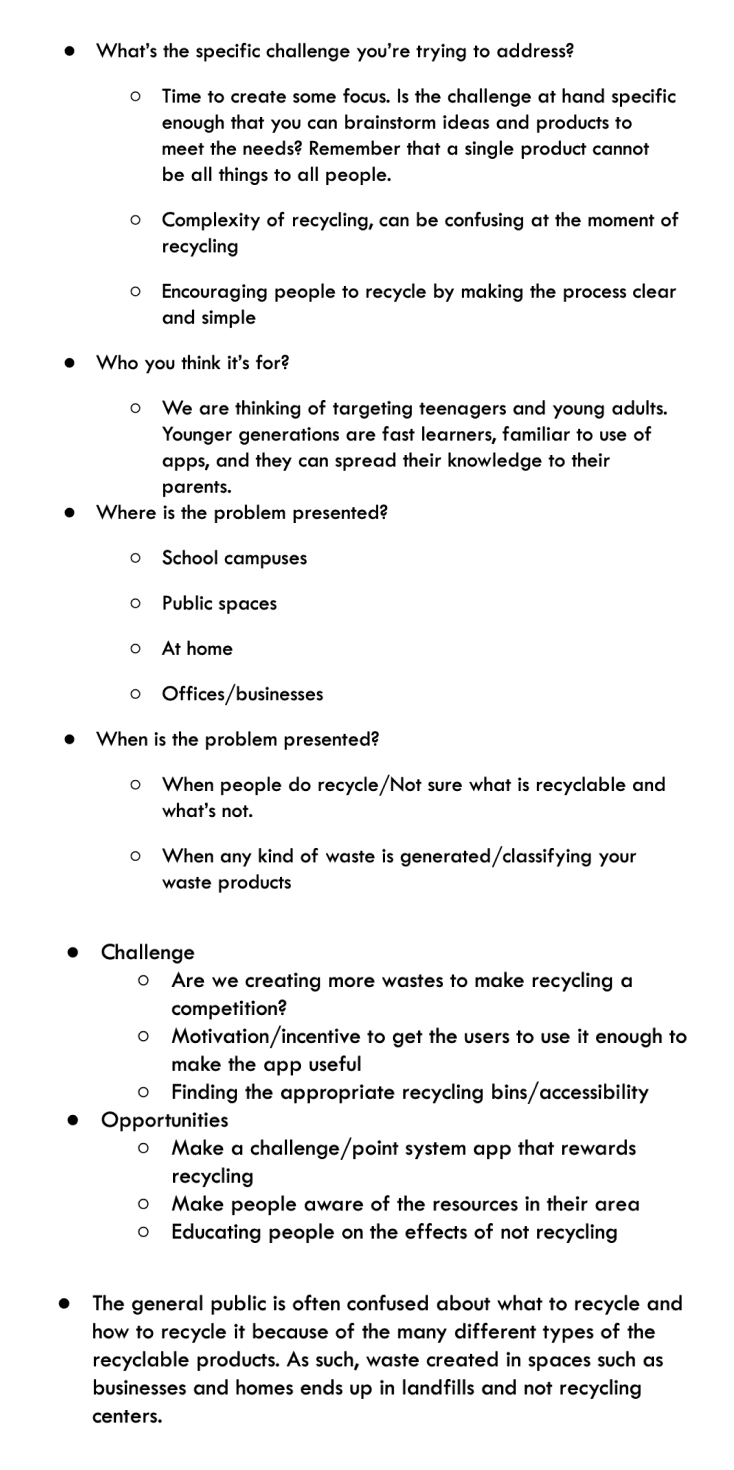 ● What's the specific challenge you're trying to address?
○ Time to create some focus. Is the challenge at hand specific
enough that you can brainstorm ideas and products to
meet the needs? Remember that a single product cannot
be all things to all people.
○ Complexity of recycling, can be confusing at the moment of
recycling
○ Encouraging people to recycle by making the process clear
and simple
● Who you think it's for?
○ We are thinking of targeting teenagers and young adults.
Younger generations are fast learners, familiar to use of
apps, and they can spread their knowledge to their
parents.
● Where is the problem presented?
○ School campuses
○ Public spaces
○ At home
○ Offices/businesses
● When is the problem presented?
○ When people do recycle/Not sure what is recyclable and
what's not.
○ When any kind of waste is generated/classifying your
waste products
● Challenge
○ Are we creating more wastes to make recycling a
competition?
○ Motivation/incentive to get the users to use it enough to
make the app useful
○ Finding the appropriate recycling bins/accessibility
● Opportunities
○ Make a challenge/point system app that rewards
recycling
○ Make people aware of the resources in their area
○ Educating people on the effects of not recycling
● The general public is often confused about what to recycle and
how to recycle it because of the many different types of the
recyclable products. As such, waste created in spaces such as
businesses and homes ends up in landfills and not recycling
centers.